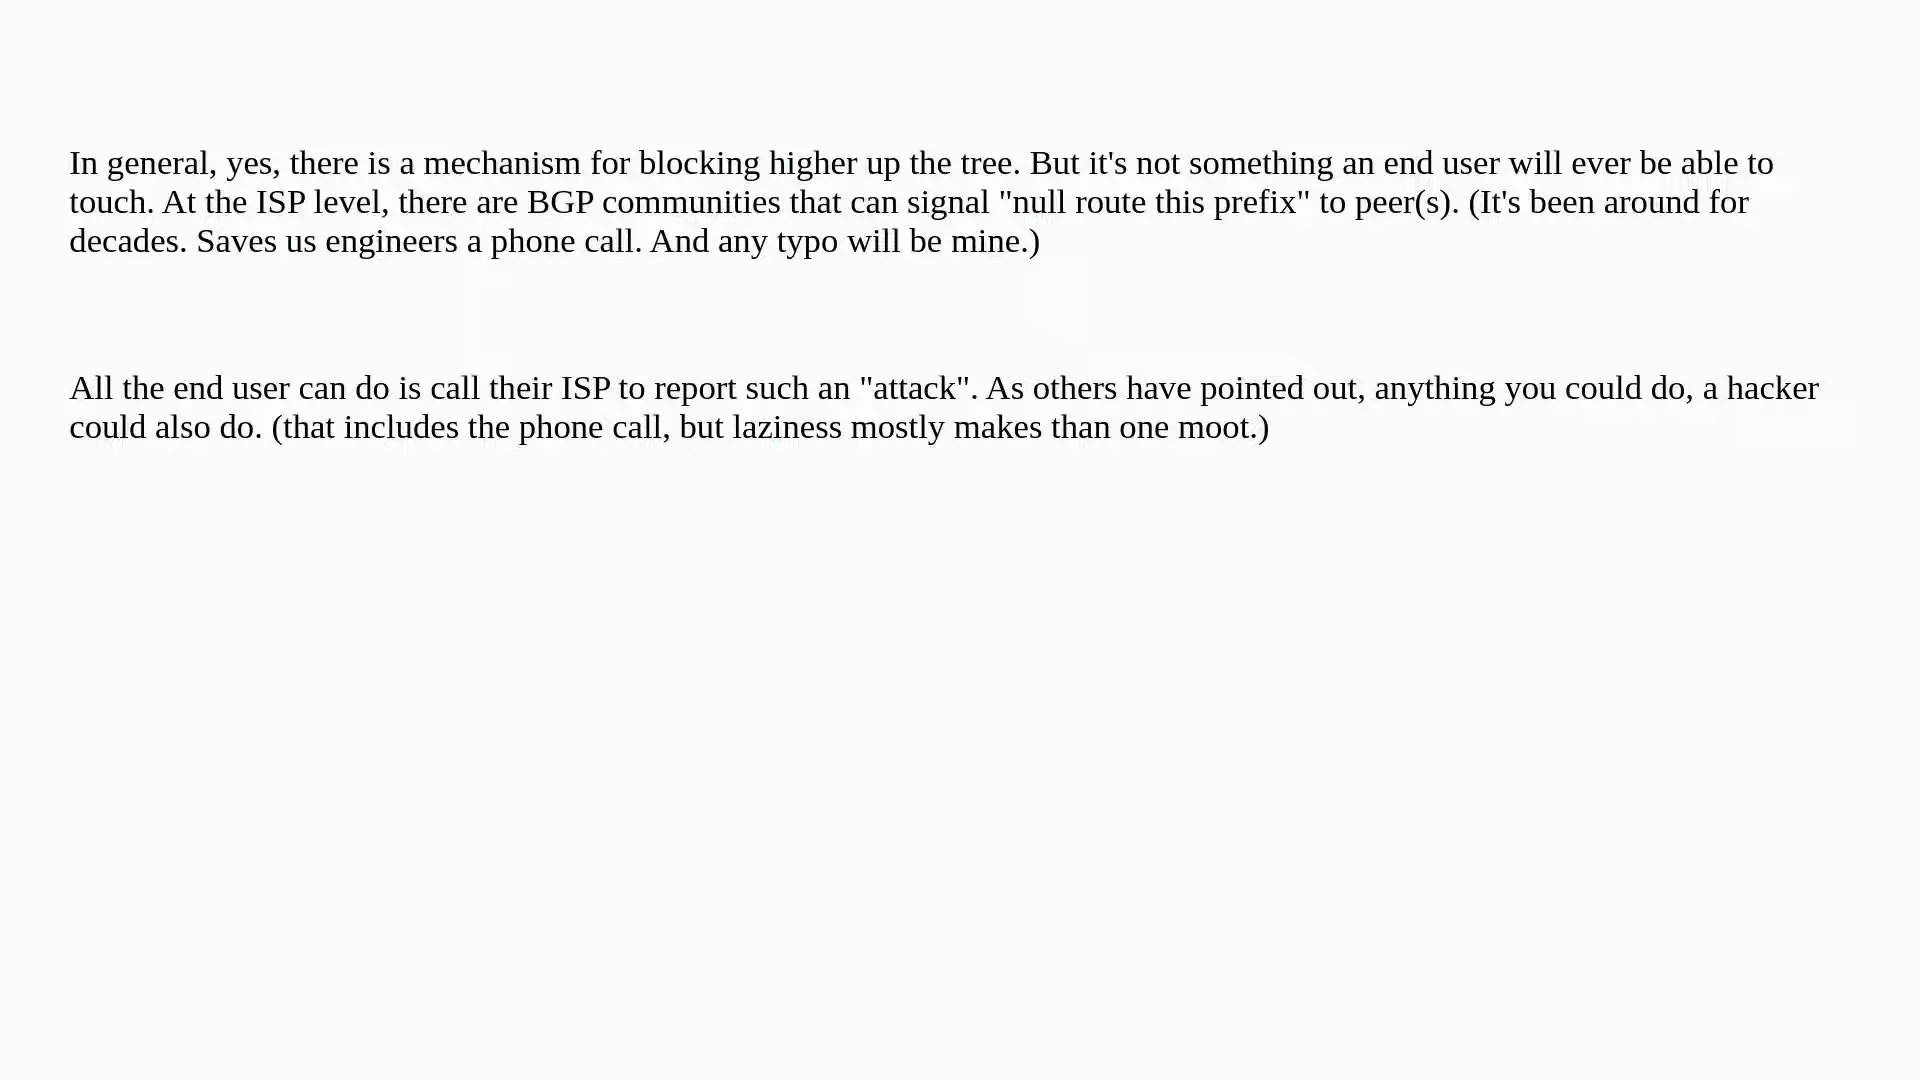 In general, yes, there is a mechanism for blocking higher up the tree. But it's not something an end user will ever be able to
touch. At the ISP level, there are BGP communities that can signal "null route this prefix" to peer(s). (It's been around for
decades. Saves us engineers a phone call. And any typo will be mine.)
All the end user can do is call their ISP to report such an "attack". As others have pointed out, anything you could do, a hacker
could also do. (that includes the phone call, but laziness mostly makes than one moot.)